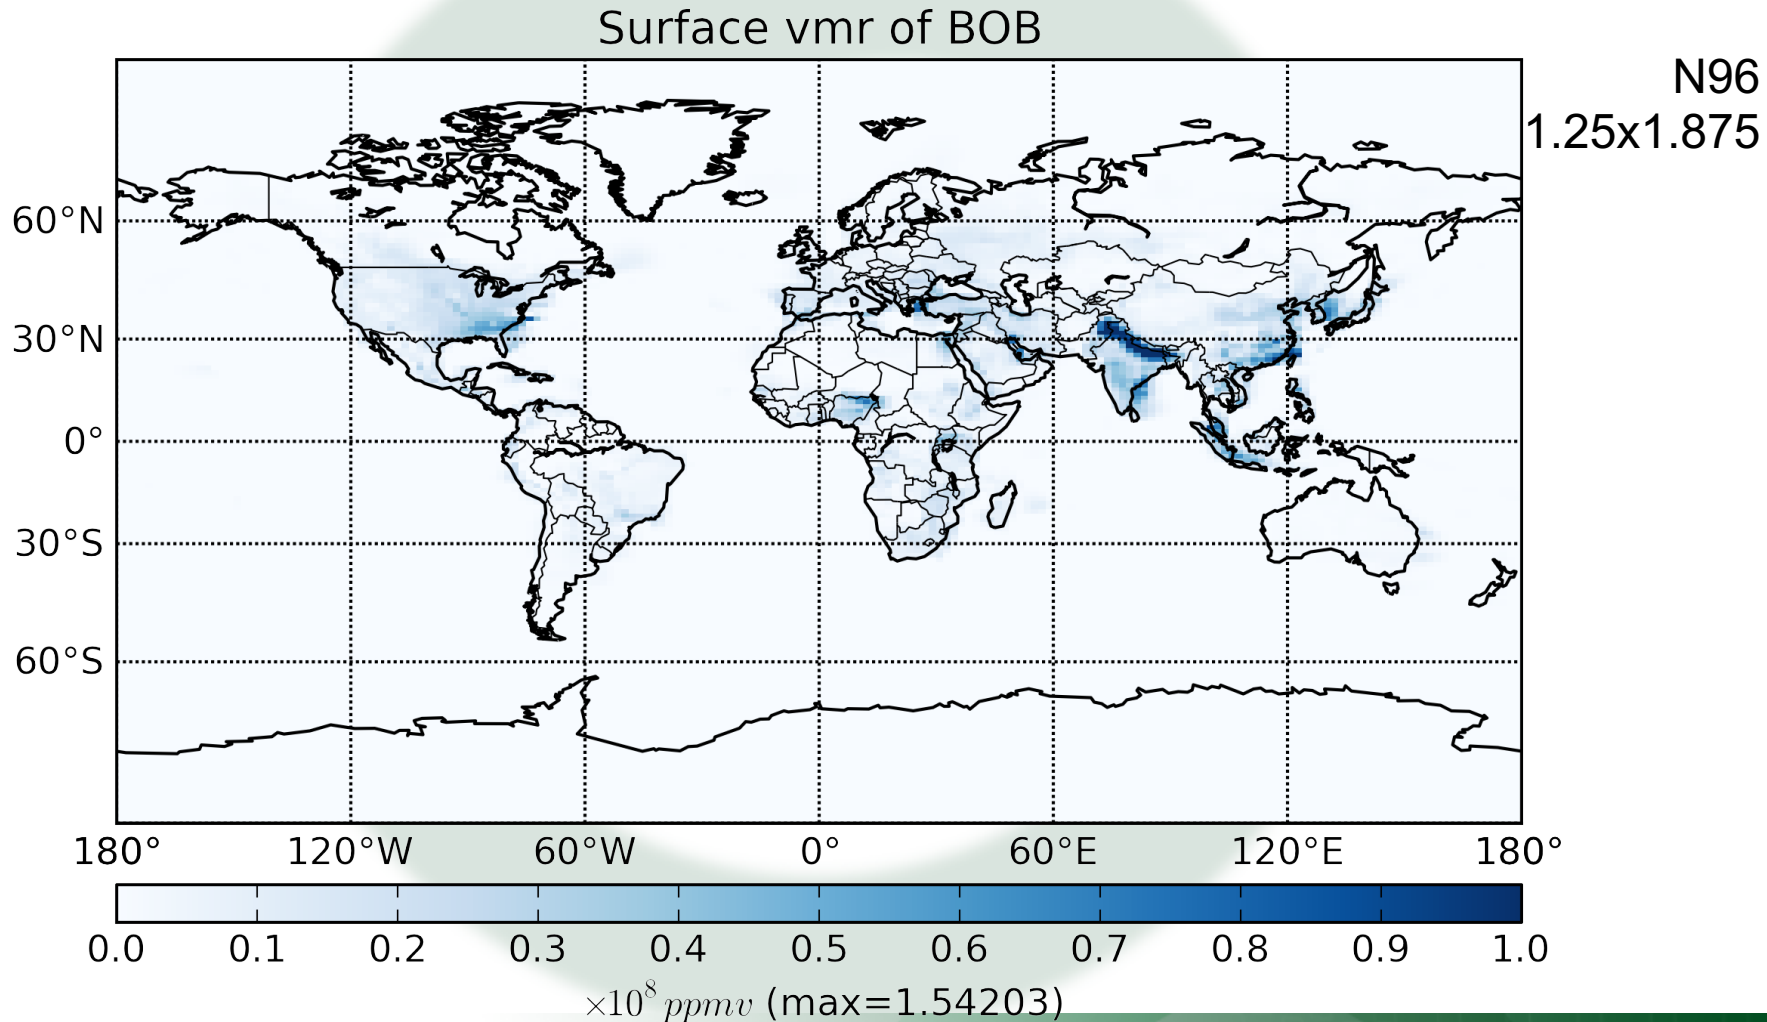 Surface vmr of BOB
N96
1.25x1.875
60°N
30°N
0°
30°S
60°S
180° 120°W 60°W 0° 60°E 120°E 180°
0.0 0.1 0.2 0.3 0.4 0.5 0.6 0.7 0.8 0.9 1.0
×10⁸ ppmv (max=1.54203)